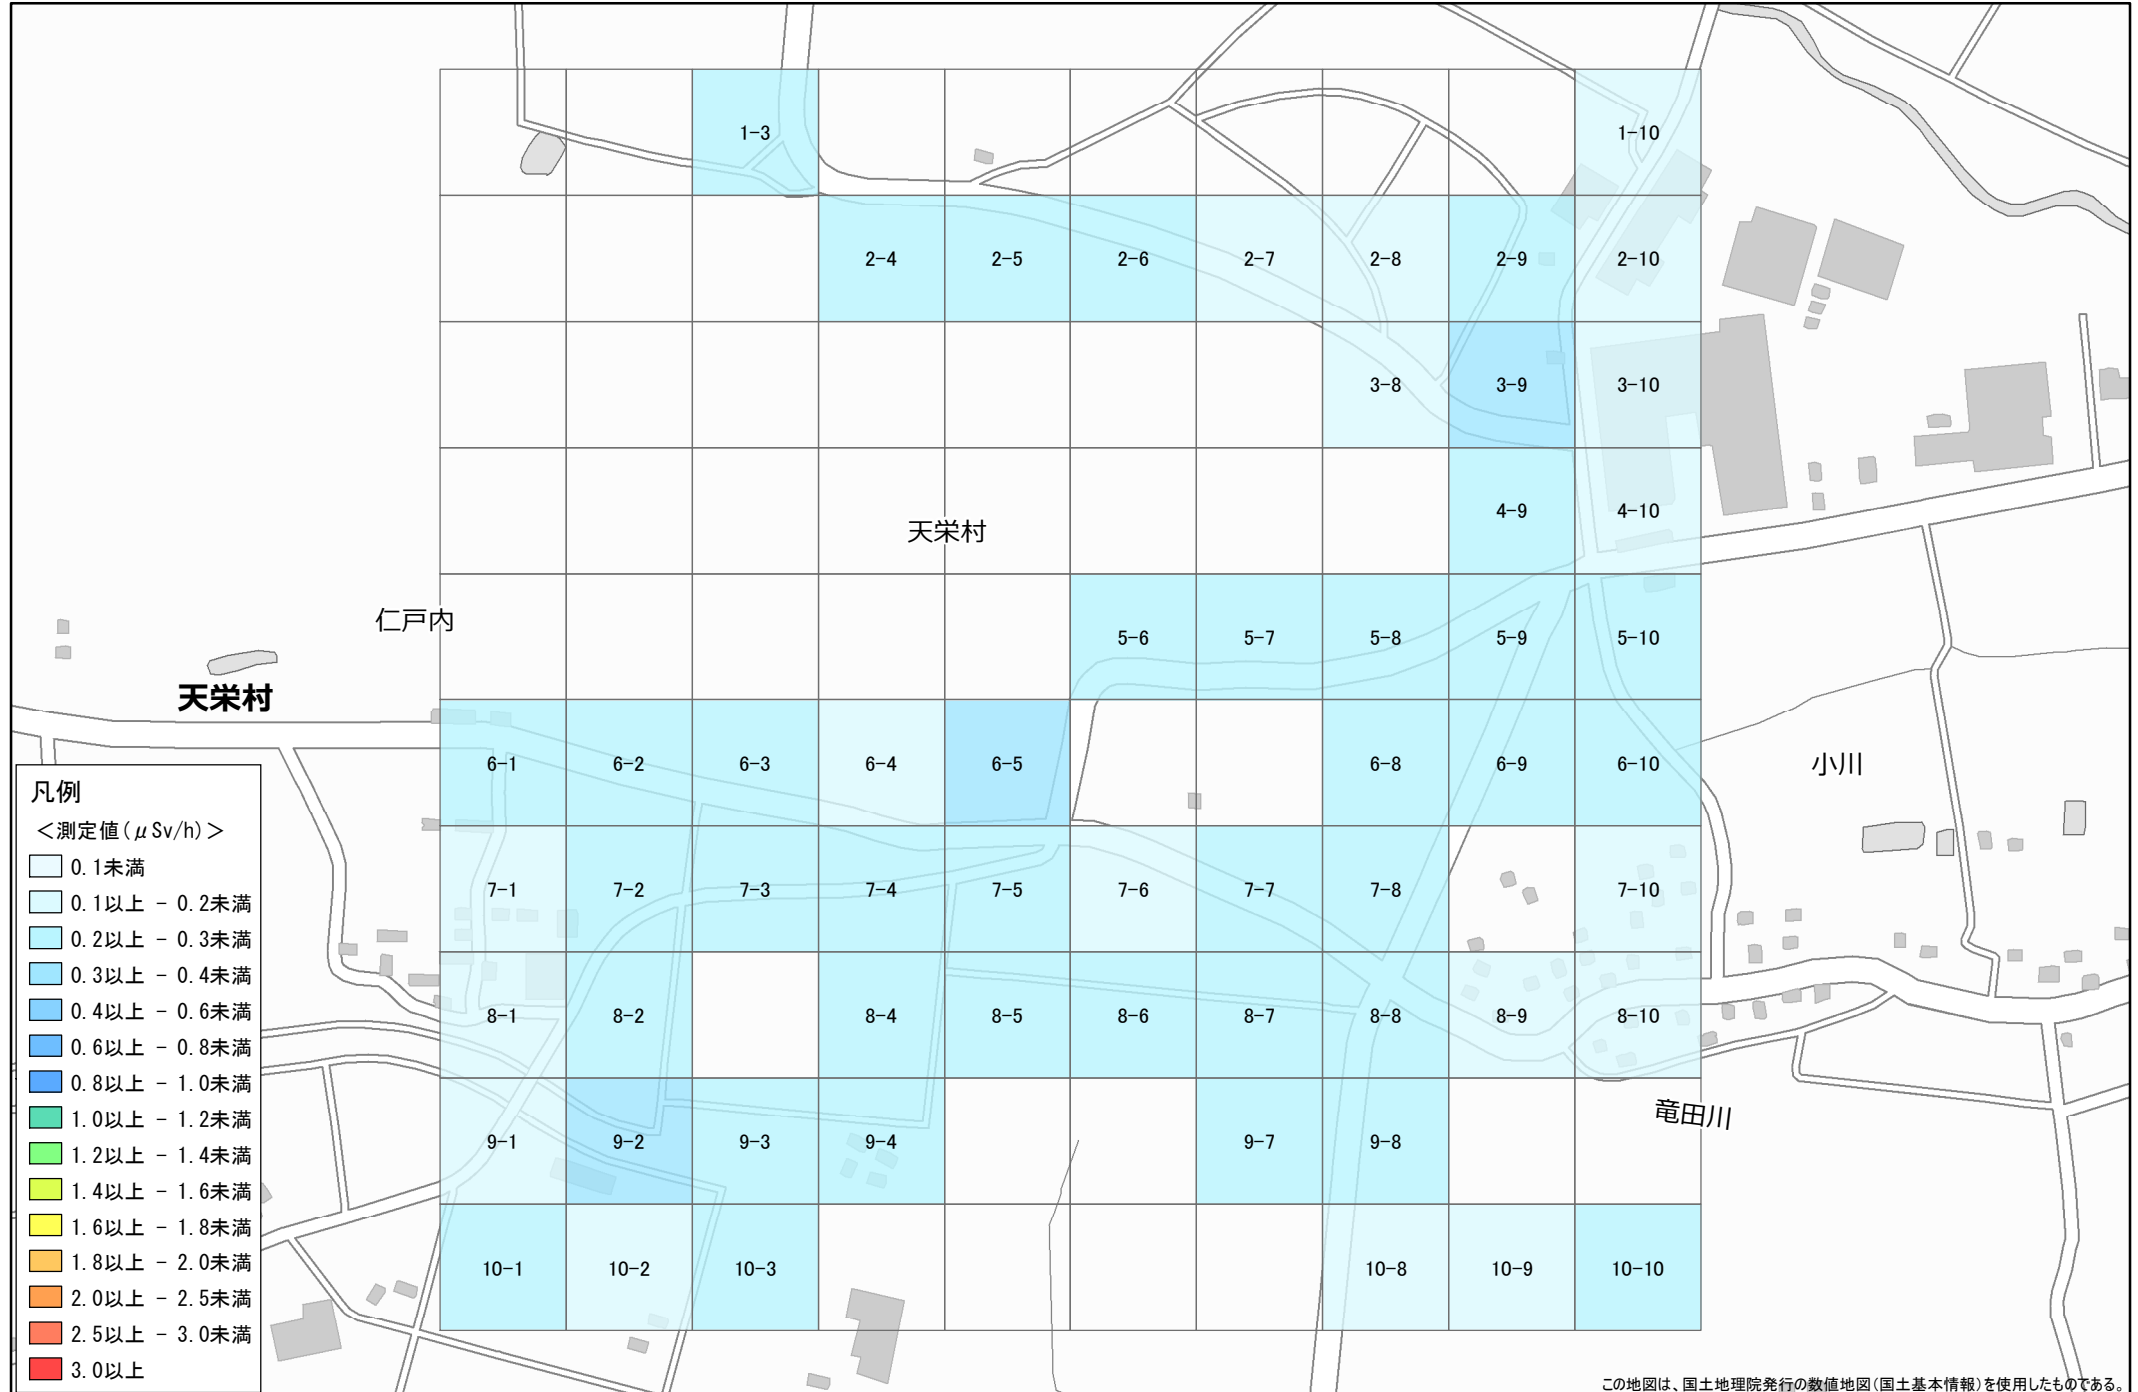 1-3 1-10
2-4 2-5 2-6 2-7 2-8 2-9 2-10
3-8 3-9 3-10
4-9 4-10
天栄村
5-6 5-7 5-8 5-9 5-10
仁戸内
天栄村
6-1 6-2 6-3 6-4 6-5 6-8 6-9 6-10
小川
7-1 7-2 7-3 7-4 7-5 7-6 7-7 7-8 7-10
8-1 8-2 8-4 8-5 8-6 8-7 8-8 8-9 8-10
竜田川
9-1 9-2 9-3 9-4 9-7 9-8
10-1 10-2 10-3 10-8 10-9 10-10
凡例
＜測定値(μSv/h)＞
0.1未満
0.1以上 - 0.2未満
0.2以上 - 0.3未満
0.3以上 - 0.4未満
0.4以上 - 0.6未満
0.6以上 - 0.8未満
0.8以上 - 1.0未満
1.0以上 - 1.2未満
1.2以上 - 1.4未満
1.4以上 - 1.6未満
1.6以上 - 1.8未満
1.8以上 - 2.0未満
2.0以上 - 2.5未満
2.5以上 - 3.0未満
3.0以上
この地図は、国土地理院発行の数値地図(国土基本情報)を使用したものである。